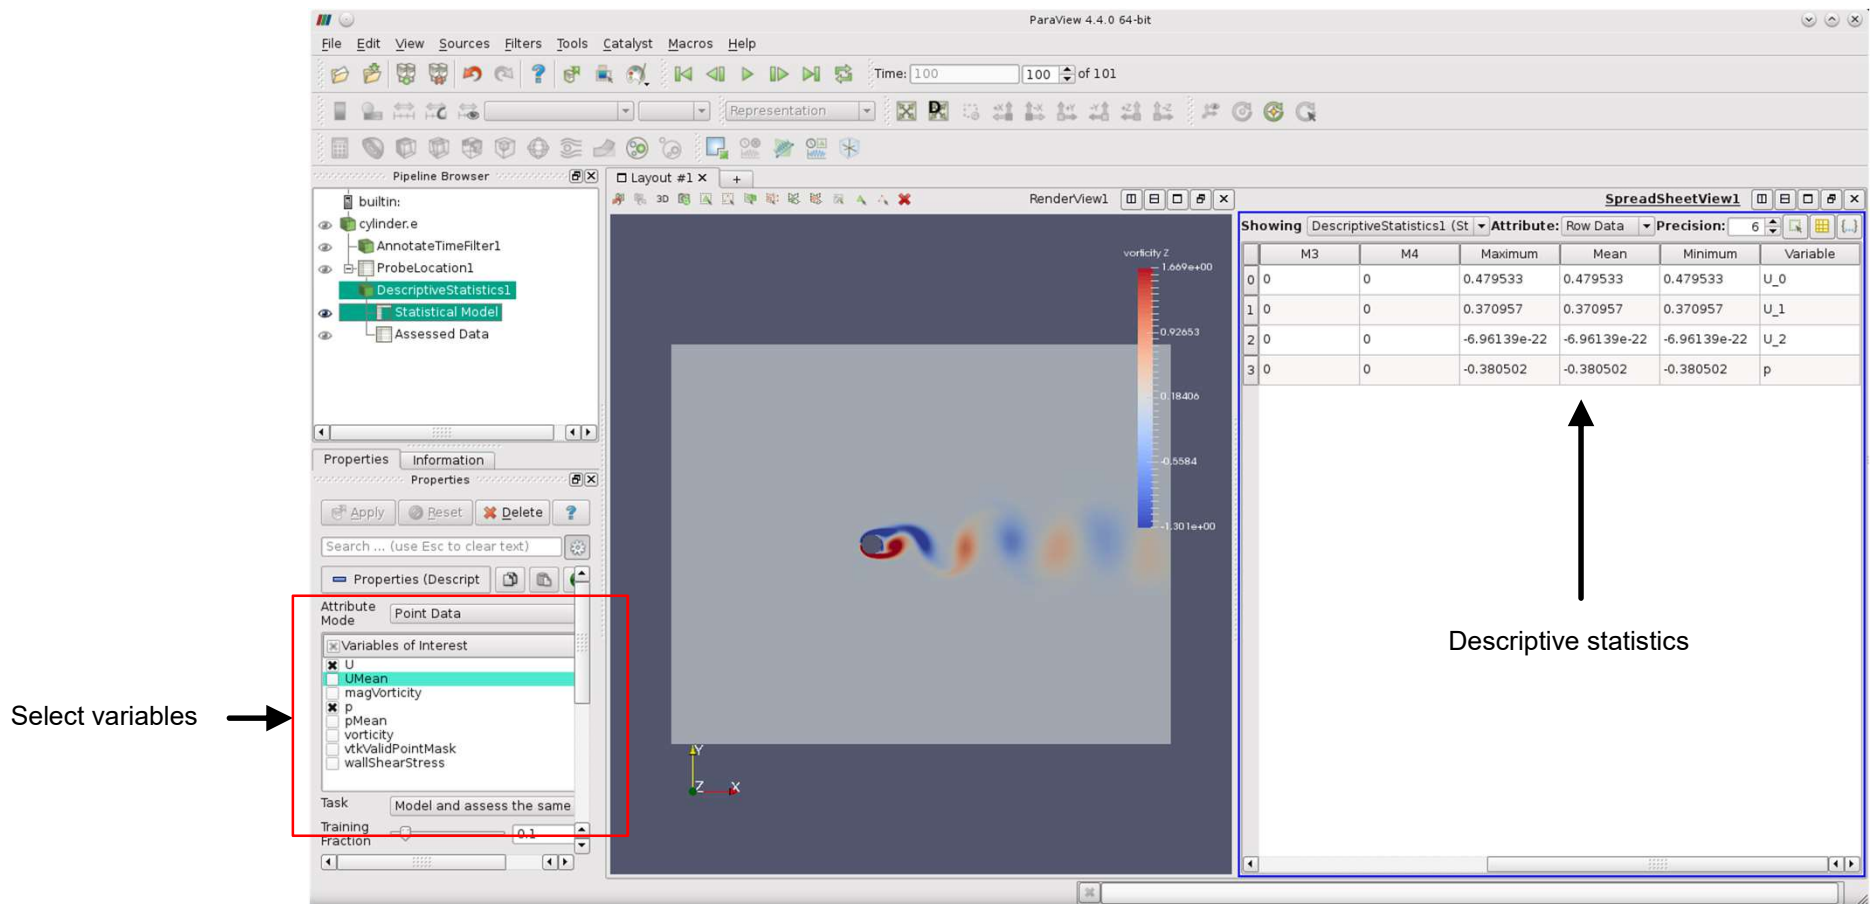 ParaView 4.4.0 64-bit
File Edit View Sources Filters Tools Catalyst Macros Help
Time: 100 100 of 101
Representation
Pipeline Browser
builtin:
cylinder.e
AnnotateTimeFilter1
ProbeLocation1
DescriptiveStatistics1
Statistical Model
Assessed Data
Properties Information
Properties
Apply Reset Delete ?
Search ... (use Esc to clear text)
Properties (Descript
Attribute Mode Point Data
Variables of Interest
U
UMean
magVorticity
p
pMean
vorticity
vtkValidPointMask
wallShearStress
Task Model and assess the same
Training Fraction 0.1
Select variables
Layout #1 +
3D RenderView1
vorticity Z
1.669e+00
0.92653
0.18406
-0.5584
-1.301e+00
Y
Z X
SpreadSheetView1
Showing DescriptiveStatistics1 (St Attribute: Row Data Precision: 6
M3 M4 Maximum Mean Minimum Variable
0 0 0 0.479533 0.479533 0.479533 U_0
1 0 0 0.370957 0.370957 0.370957 U_1
2 0 0 -6.96139e-22 -6.96139e-22 -6.96139e-22 U_2
3 0 0 -0.380502 -0.380502 -0.380502 p
Descriptive statistics